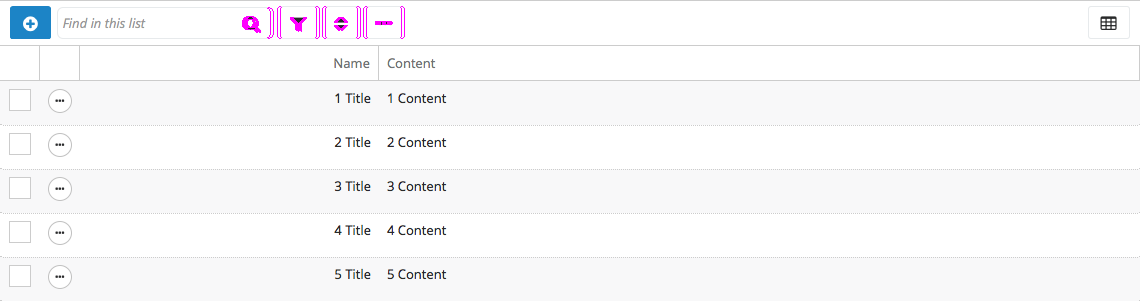 Find in this list
Name Content
1 Title 1 Content
2 Title 2 Content
3 Title 3 Content
4 Title 4 Content
5 Title 5 Content